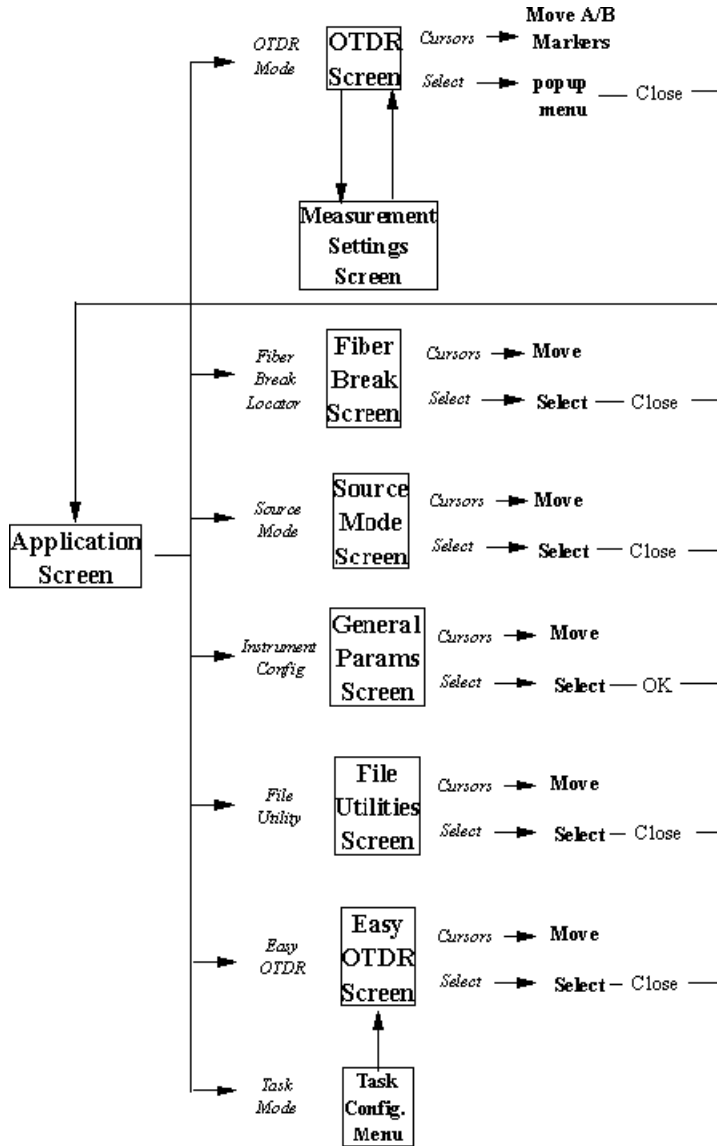 OTDR
Mode
OTDR
Screen
Cursors
Move A/B
Markers
Select
popup
menu
Close
Measurement
Settings
Screen
Fiber
Break
Locator
Fiber
Break
Screen
Cursors
Move
Select
Select
Close
Application
Screen
Source
Mode
Source
Mode
Screen
Cursors
Move
Select
Select
Close
Instrument
Config
General
Params
Screen
Cursors
Move
Select
Select
OK
File
Utility
File
Utilities
Screen
Cursors
Move
Select
Select
Close
Easy
OTDR
Easy
OTDR
Screen
Cursors
Move
Select
Select
Close
Task
Mode
Task
Config.
Menu